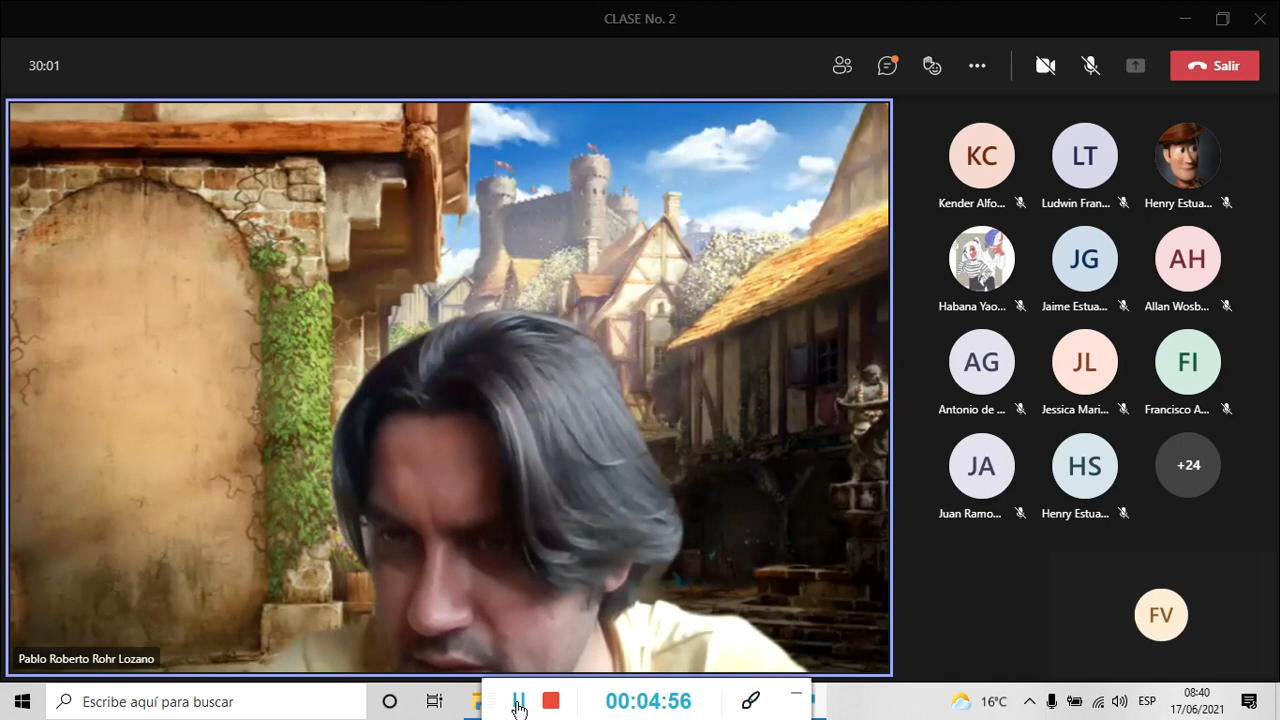 CLASE No. 2
30:01
Salir
KC
LT
Kender Alfo...
Ludwin Fran...
Henry Estua...
JG
AH
Habana Yao...
Jaime Estua...
Allan Wosb...
AG
JL
FI
Antonio de ...
Jessica Mari...
Francisco A...
JA
HS
+24
Juan Ramo...
Henry Estua...
FV
Pablo Roberto Rohr Lozano
Escribe aquí para buscar
00:04:56
16°C
ESP
08:40
17/06/2021